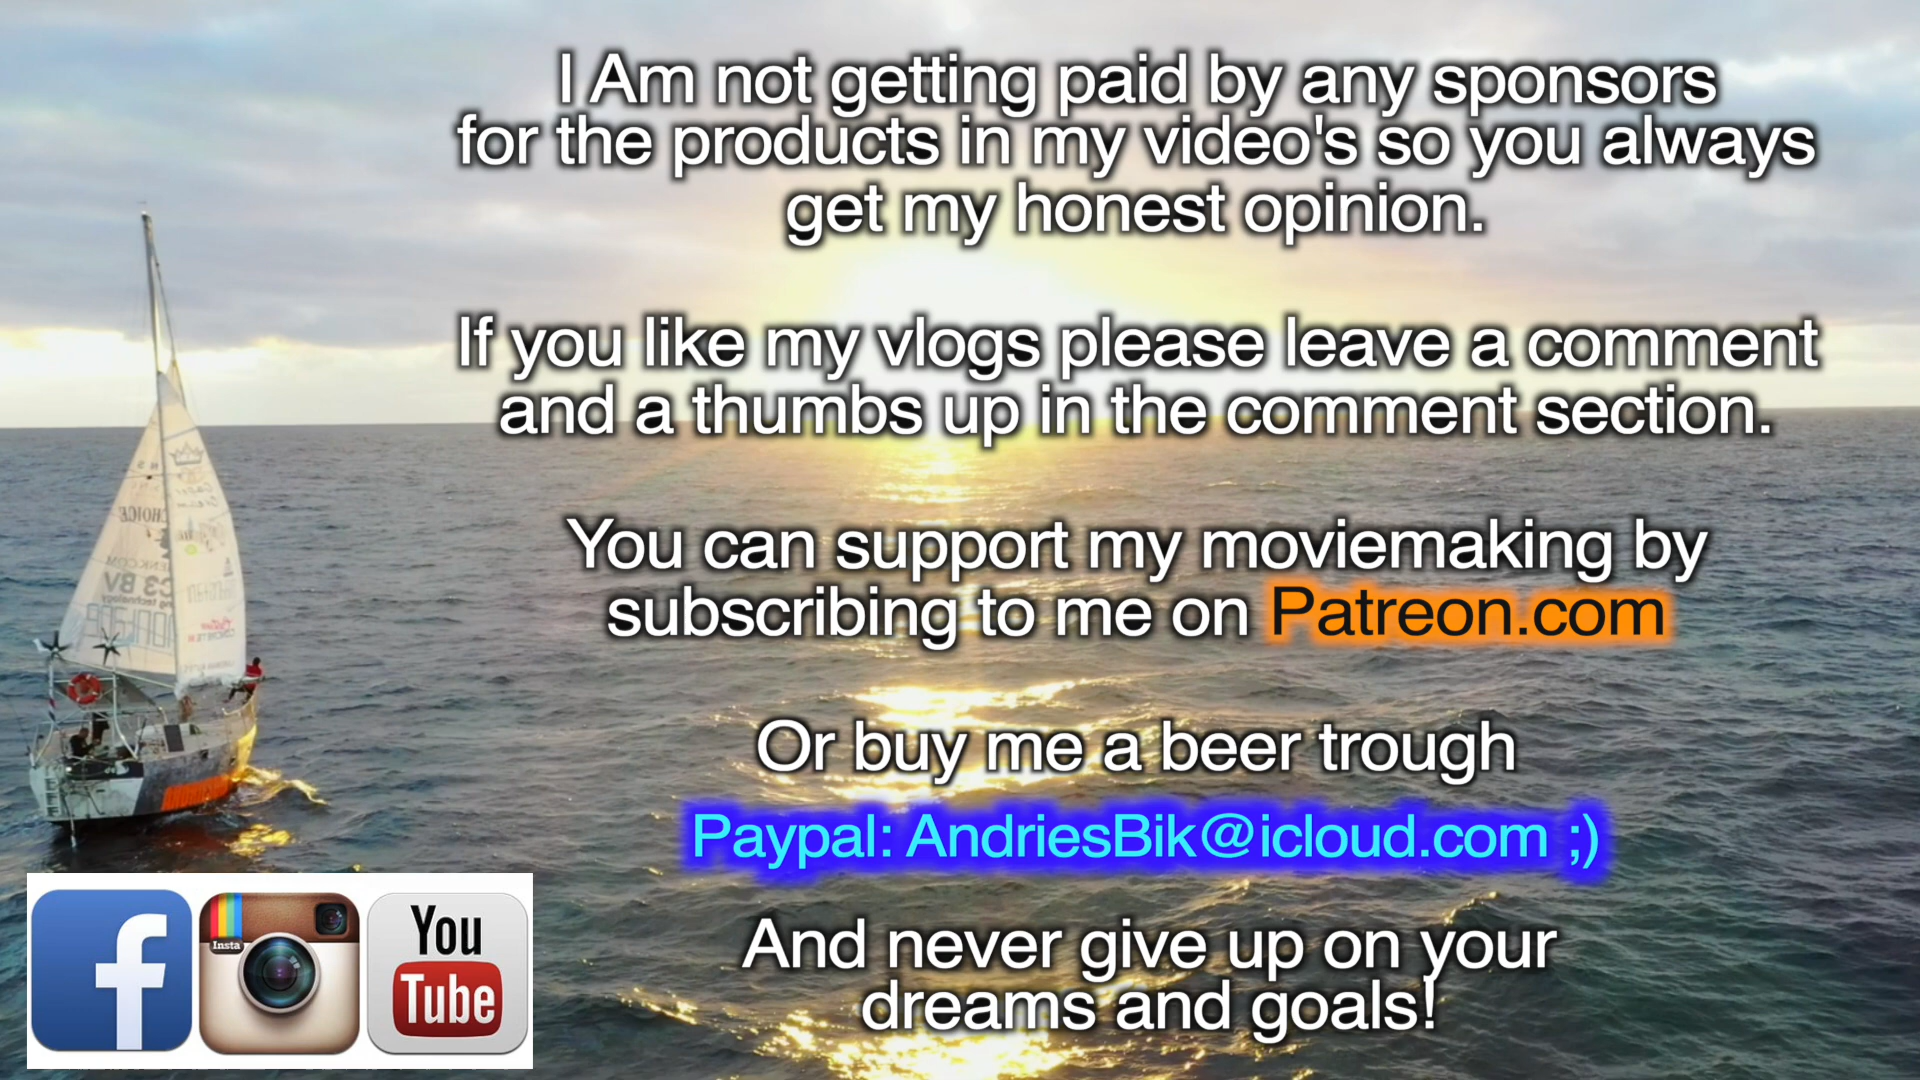 I Am not getting paid by any sponsors
for the products in my video's so you always
get my honest opinion.
If you like my vlogs please leave a comment
and a thumbs up in the comment section.
You can support my moviemaking by
subscribing to me on Patreon.com
Or buy me a beer trough
Paypal: AndriesBik@icloud.com ;)
And never give up on your
dreams and goals!
Insta
You
Tube